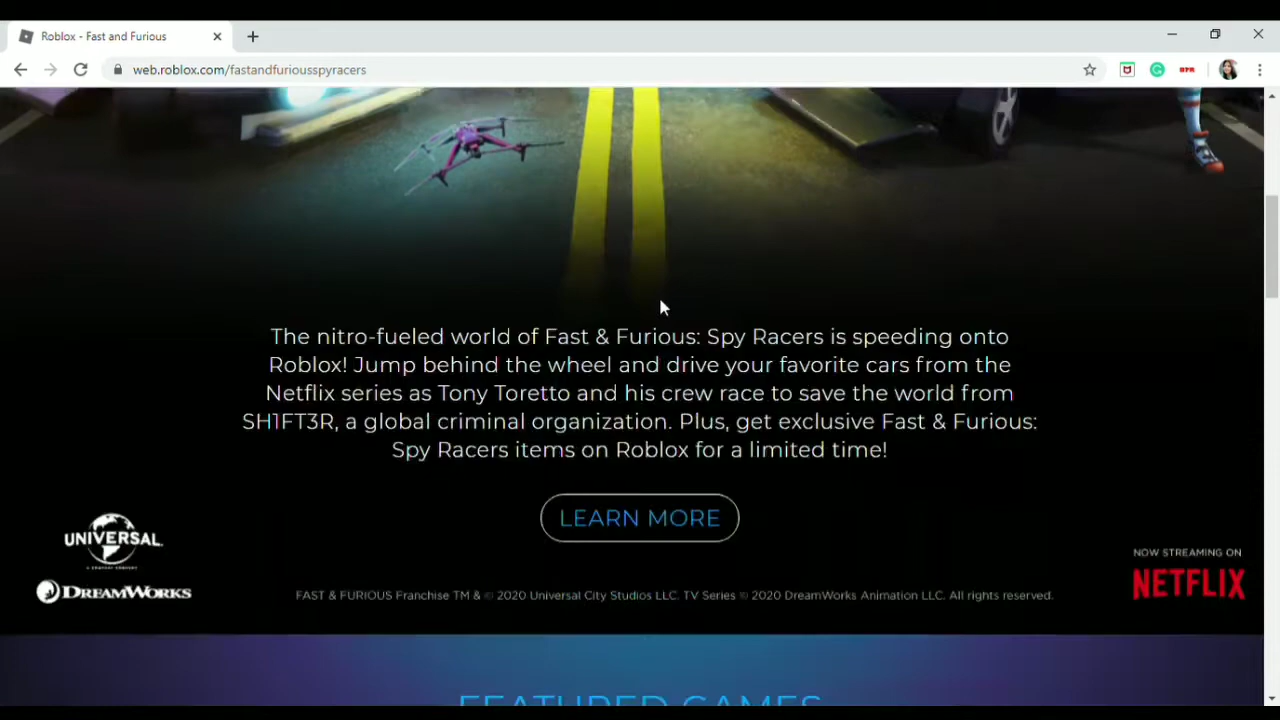 Roblox - Fast and Furious
web.roblox.com/fastandfuriousspyracers
The nitro-fueled world of Fast & Furious: Spy Racers is speeding onto
Roblox! Jump behind the wheel and drive your favorite cars from the
Netflix series as Tony Toretto and his crew race to save the world from
SH1FT3R, a global criminal organization. Plus, get exclusive Fast & Furious:
Spy Racers items on Roblox for a limited time!
LEARN MORE
UNIVERSAL
A COMCAST COMPANY
DREAMWORKS
NOW STREAMING ON
NETFLIX
FAST & FURIOUS Franchise TM & © 2020 Universal City Studios LLC. TV Series © 2020 DreamWorks Animation LLC. All rights reserved.
FEATURED GAMES